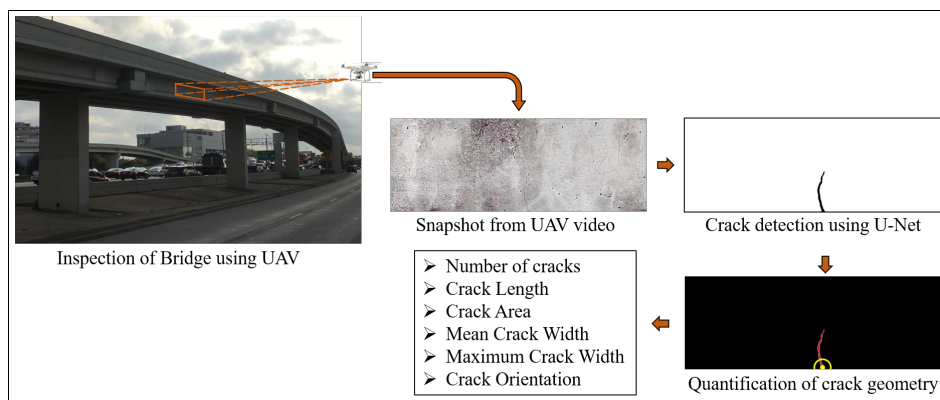 Inspection of Bridge using UAV
Snapshot from UAV video
Crack detection using U-Net
➢ Number of cracks
➢ Crack Length
➢ Crack Area
➢ Mean Crack Width
➢ Maximum Crack Width
➢ Crack Orientation
Quantification of crack geometry